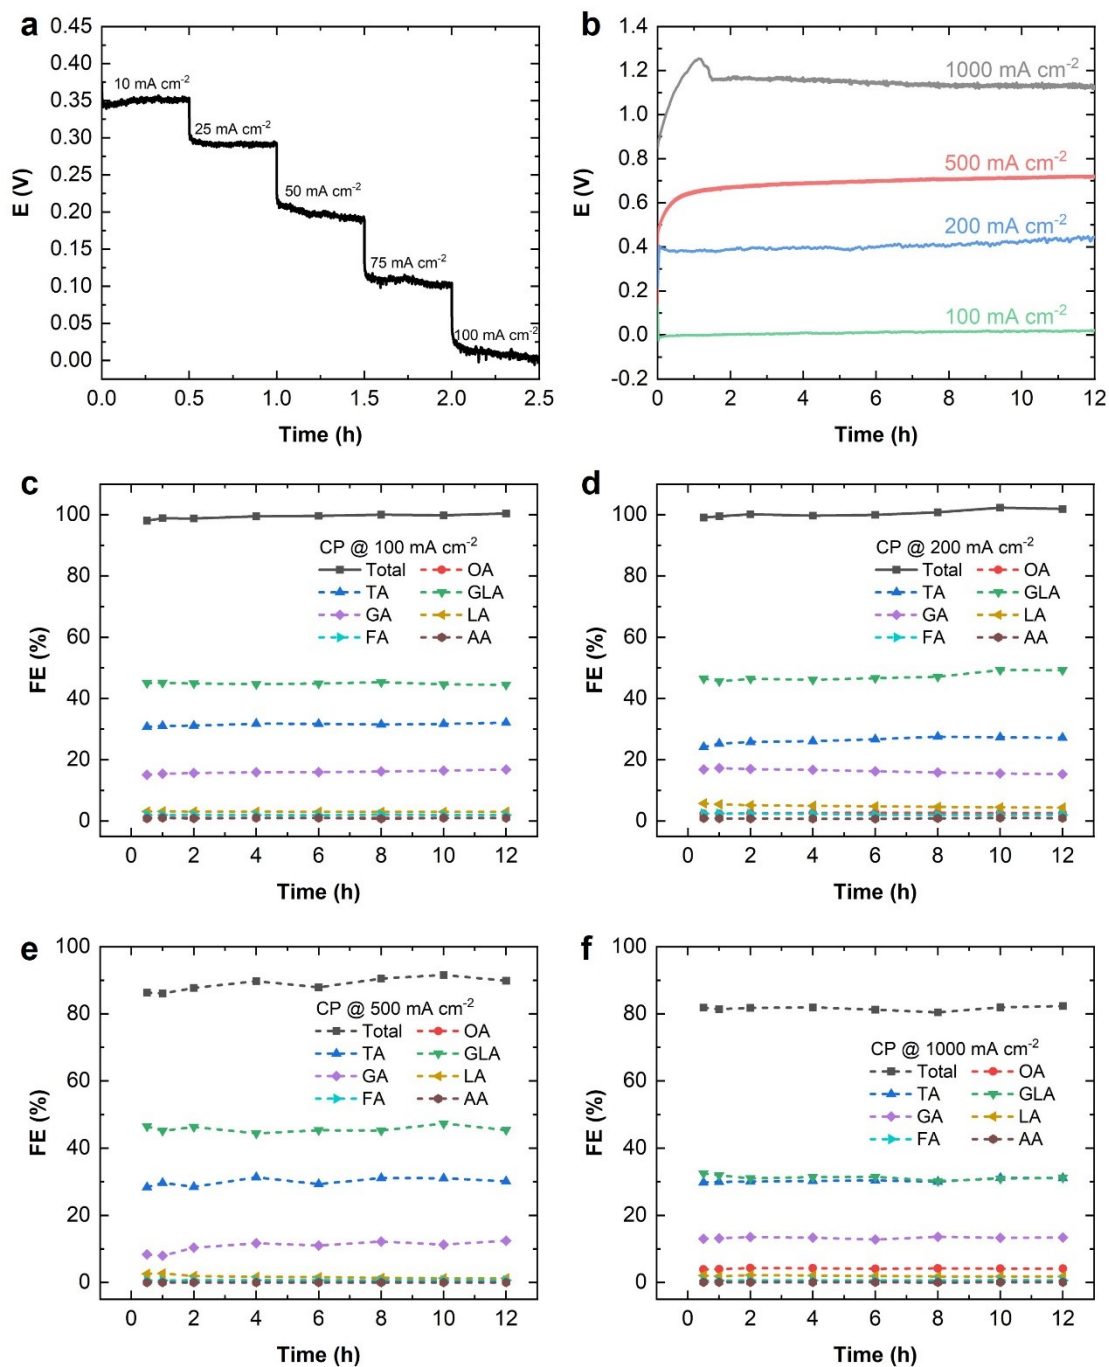 a
0.45
0.40
0.35
0.30
0.25
0.20
0.15
0.10
0.05
0.00
E (V)
10 mA cm⁻²
25 mA cm⁻²
50 mA cm⁻²
75 mA cm⁻²
100 mA cm⁻²
0.0 0.5 1.0 1.5 2.0 2.5
Time (h)
b
1.4
1.2
1.0
0.8
0.6
0.4
0.2
0.0
-0.2
E (V)
1000 mA cm⁻²
500 mA cm⁻²
200 mA cm⁻²
100 mA cm⁻²
0 2 4 6 8 10 12
Time (h)
c
100
80
60
40
20
0
FE (%)
CP @ 100 mA cm⁻²
Total OA
TA GLA
GA LA
FA AA
0 2 4 6 8 10 12
Time (h)
d
100
80
60
40
20
0
FE (%)
CP @ 200 mA cm⁻²
Total OA
TA GLA
GA LA
FA AA
0 2 4 6 8 10 12
Time (h)
e
100
80
60
40
20
0
FE (%)
CP @ 500 mA cm⁻²
Total OA
TA GLA
GA LA
FA AA
0 2 4 6 8 10 12
Time (h)
f
100
80
60
40
20
0
FE (%)
CP @ 1000 mA cm⁻²
Total OA
TA GLA
GA LA
FA AA
0 2 4 6 8 10 12
Time (h)